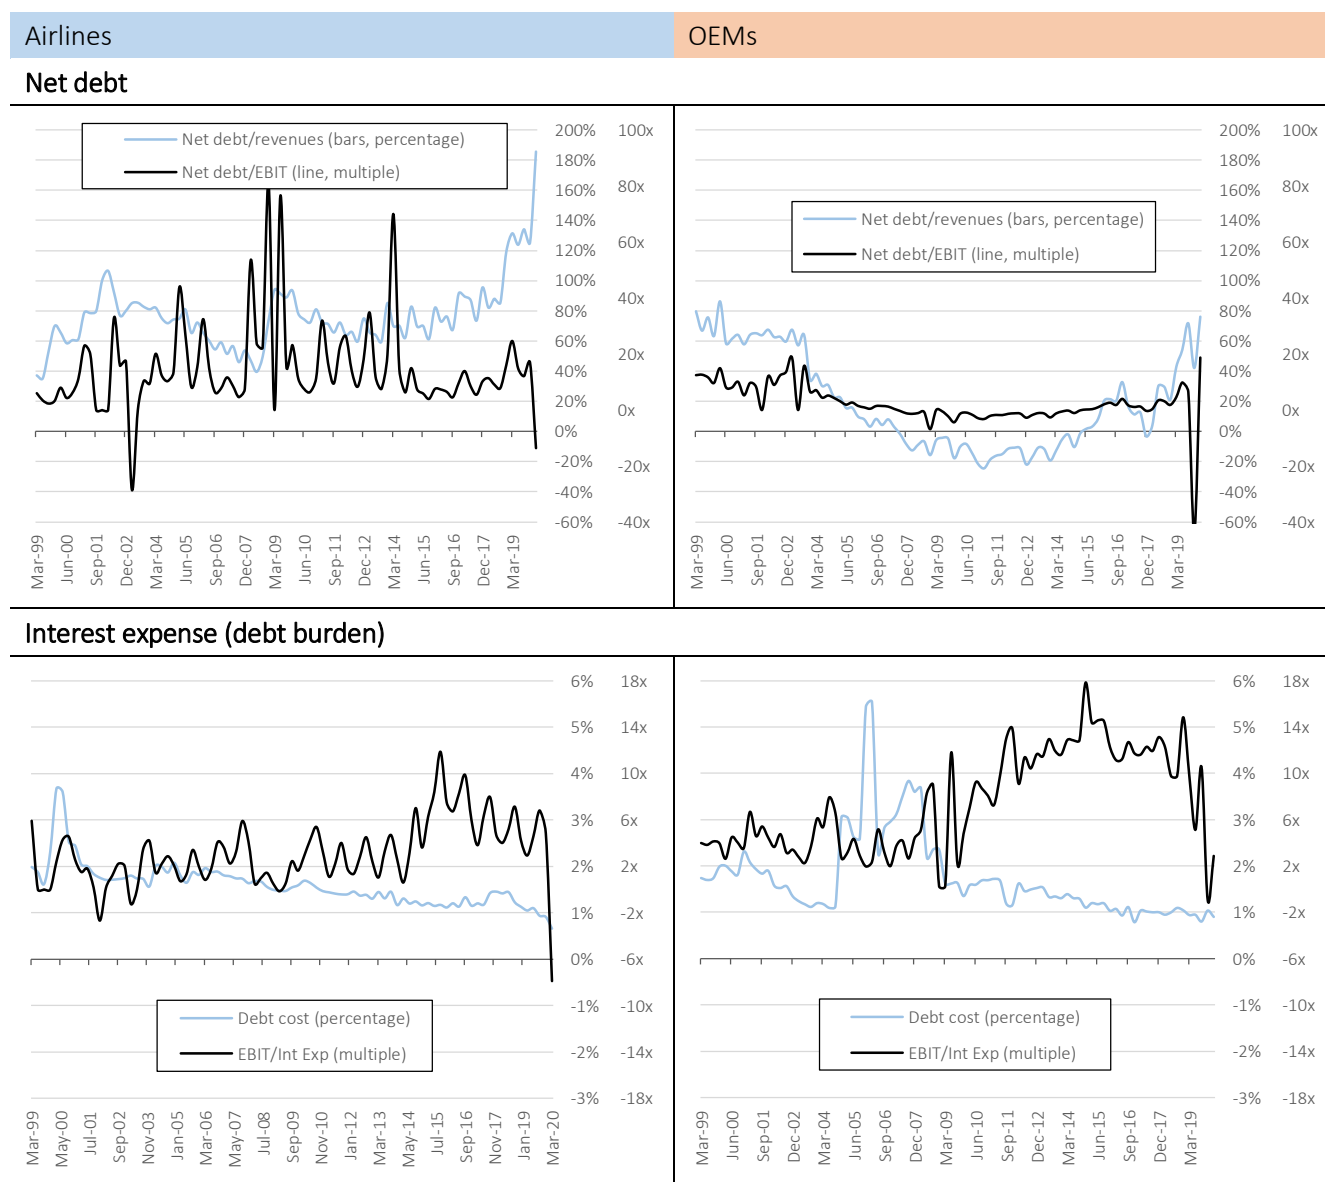 Airlines
OEMs
Net debt
Net debt/revenues (bars, percentage)
Net debt/EBIT (line, multiple)
200% 100x
180%
160% 80x
140%
120% 60x
100%
80% 40x
60%
40% 20x
20% 0x
0%
-20% -20x
-40%
-60% -40x
Mar-99
Jun-00
Sep-01
Dec-02
Mar-04
Jun-05
Sep-06
Dec-07
Mar-09
Jun-10
Sep-11
Dec-12
Mar-14
Jun-15
Sep-16
Dec-17
Mar-19
Net debt/revenues (bars, percentage)
Net debt/EBIT (line, multiple)
200% 100x
180%
160% 80x
140%
120% 60x
100%
80% 40x
60%
40% 20x
20% 0x
0%
-20% -20x
-40%
-60% -40x
Mar-99
Jun-00
Sep-01
Dec-02
Mar-04
Jun-05
Sep-06
Dec-07
Mar-09
Jun-10
Sep-11
Dec-12
Mar-14
Jun-15
Sep-16
Dec-17
Mar-19
Interest expense (debt burden)
6% 18x
5% 14x
4% 10x
3% 6x
2% 2x
1% -2x
0% -6x
-1% -10x
-2% -14x
-3% -18x
Debt cost (percentage)
EBIT/Int Exp (multiple)
Mar-99
May-00
Jul-01
Sep-02
Nov-03
Jan-05
Mar-06
May-07
Jul-08
Sep-09
Nov-10
Jan-12
Mar-13
May-14
Jul-15
Sep-16
Nov-17
Jan-19
Mar-20
6% 18x
5% 14x
4% 10x
3% 6x
2% 2x
1% -2x
0% -6x
-1% -10x
-2% -14x
-3% -18x
Debt cost (percentage)
EBIT/Int Exp (multiple)
Mar-99
Jun-00
Sep-01
Dec-02
Mar-04
Jun-05
Sep-06
Dec-07
Mar-09
Jun-10
Sep-11
Dec-12
Mar-14
Jun-15
Sep-16
Dec-17
Mar-19